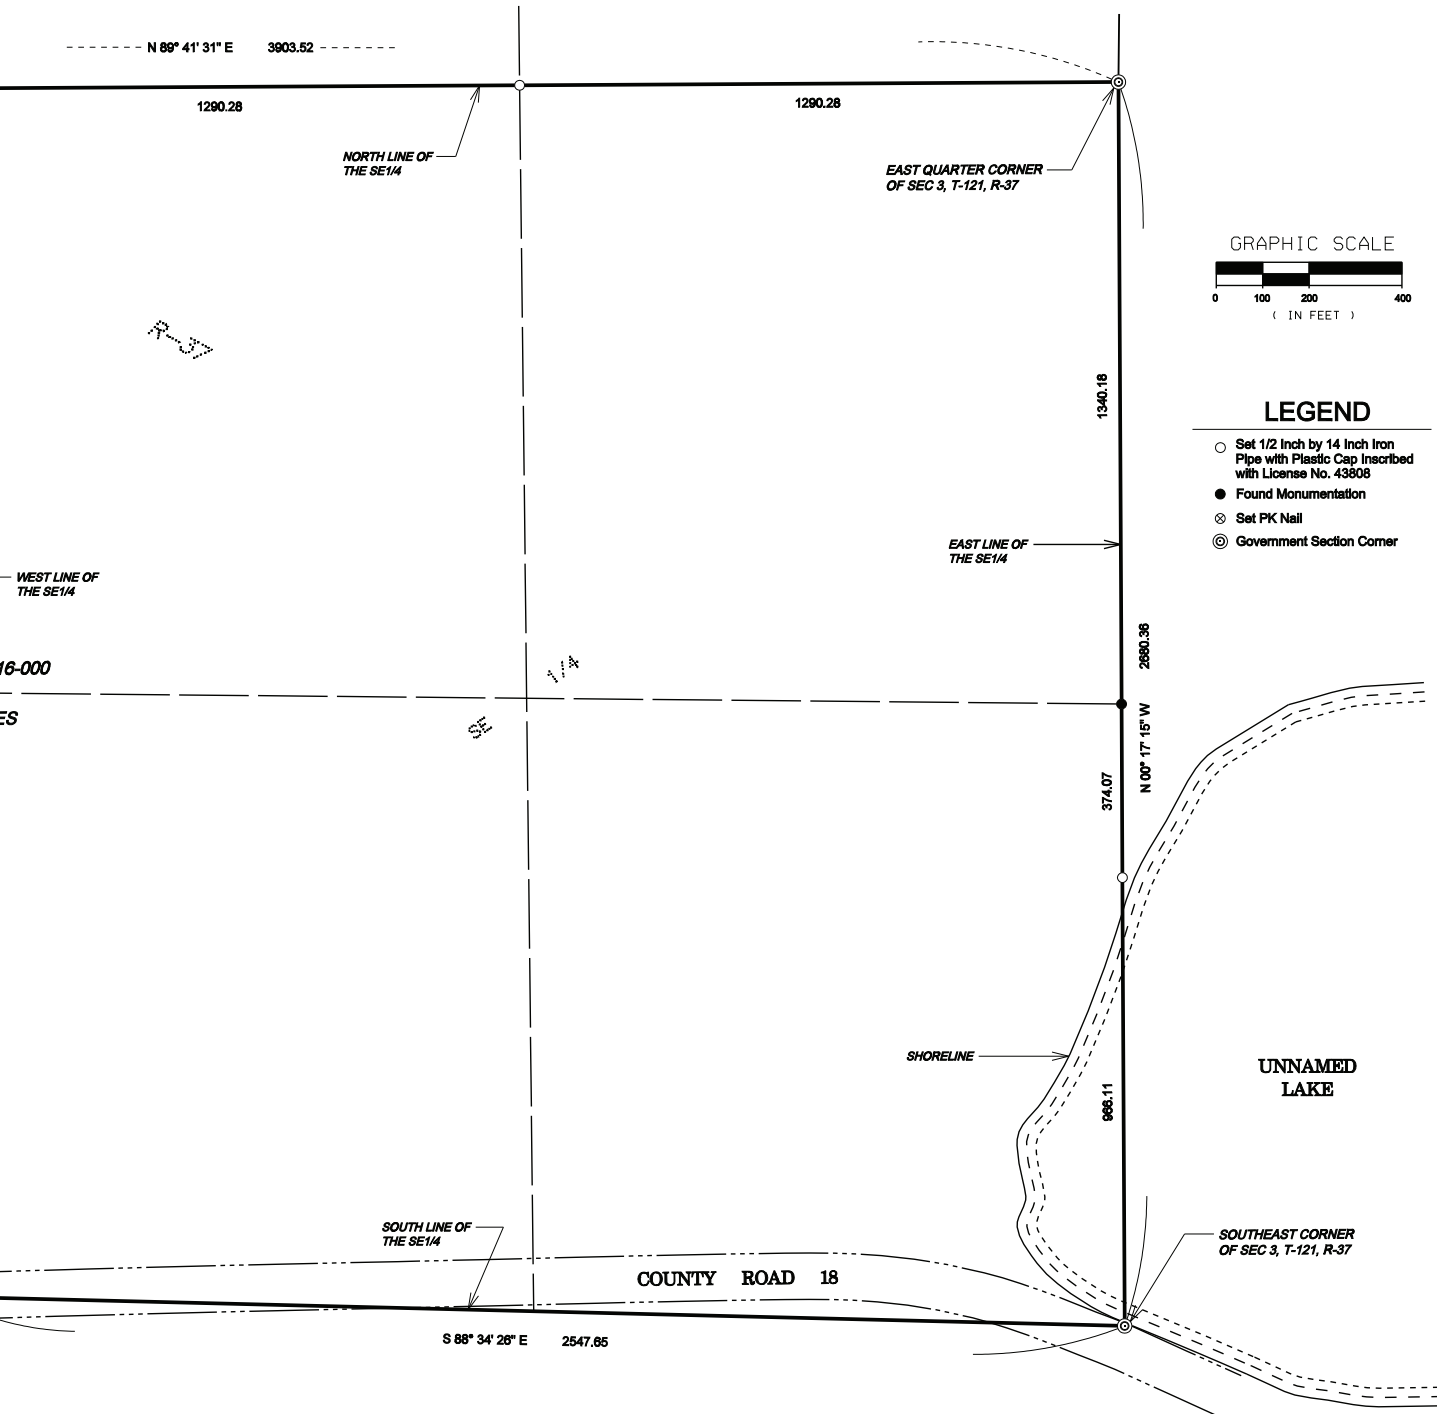 N 89° 41' 31" E 3903.52
1290.28
1290.28
NORTH LINE OF
THE SE1/4
EAST QUARTER CORNER
OF SEC 3, T-121, R-37
GRAPHIC SCALE
0 100 200 400
( IN FEET )
R-37
1340.18
LEGEND
Set 1/2 Inch by 14 Inch Iron
Pipe with Plastic Cap Inscribed
with License No. 43808
Found Monumentation
Set PK Nail
Government Section Corner
EAST LINE OF
THE SE1/4
WEST LINE OF
THE SE1/4
16-000
ES
SE 1/4
N 00° 17' 15" W 2680.36
374.07
SHORELINE
UNNAMED
LAKE
966.11
SOUTH LINE OF
THE SE1/4
SOUTHEAST CORNER
OF SEC 3, T-121, R-37
COUNTY ROAD 18
S 88° 34' 26" E 2547.65